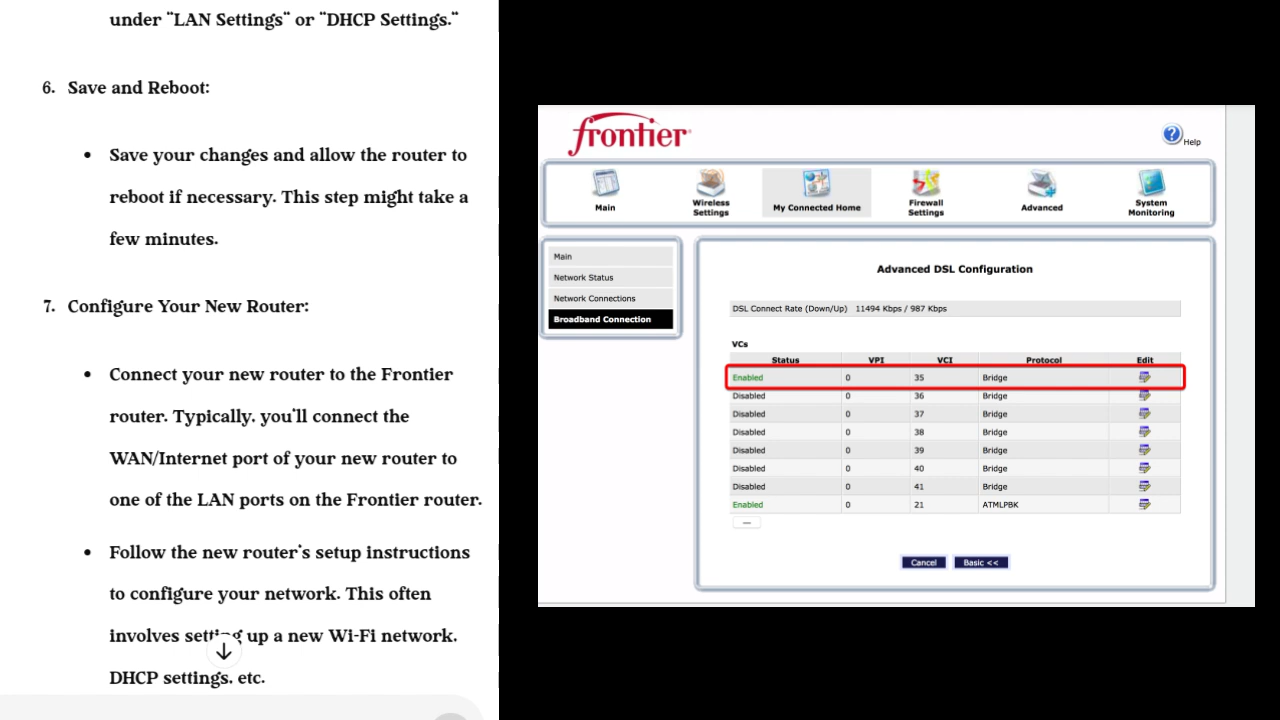 under "LAN Settings" or "DHCP Settings."
6. Save and Reboot:
• Save your changes and allow the router to
reboot if necessary. This step might take a
few minutes.
7. Configure Your New Router:
• Connect your new router to the Frontier
router. Typically, you'll connect the
WAN/Internet port of your new router to
one of the LAN ports on the Frontier router.
• Follow the new router's setup instructions
to configure your network. This often
involves setting up a new Wi-Fi network,
DHCP settings, etc.
frontier
Help
Main
Wireless
Settings
My Connected Home
Firewall
Settings
Advanced
System
Monitoring
Main
Network Status
Network Connections
Broadband Connection
Advanced DSL Configuration
DSL Connect Rate (Down/Up) 11494 Kbps / 987 Kbps
VCs
Status VPI VCI Protocol Edit
Enabled 0 35 Bridge
Disabled 0 36 Bridge
Disabled 0 37 Bridge
Disabled 0 38 Bridge
Disabled 0 39 Bridge
Disabled 0 40 Bridge
Disabled 0 41 Bridge
Enabled 0 21 ATMLPBK
Cancel Basic <<